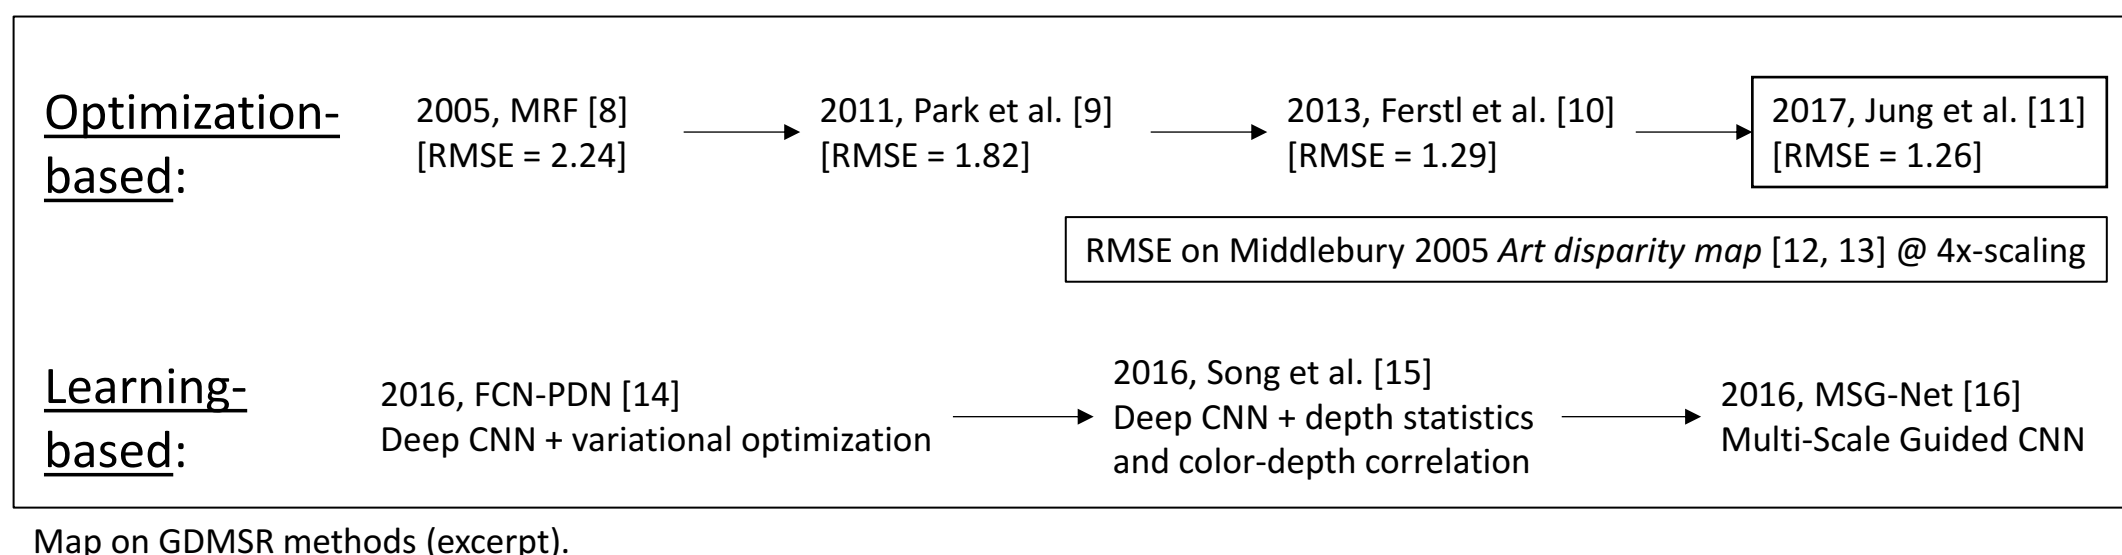 Optimization-
based:
2005, MRF [8]
[RMSE = 2.24]
2011, Park et al. [9]
[RMSE = 1.82]
2013, Ferstl et al. [10]
[RMSE = 1.29]
2017, Jung et al. [11]
[RMSE = 1.26]
RMSE on Middlebury 2005 Art disparity map [12, 13] @ 4x-scaling
Learning-
based:
2016, FCN-PDN [14]
Deep CNN + variational optimization
2016, Song et al. [15]
Deep CNN + depth statistics
and color-depth correlation
2016, MSG-Net [16]
Multi-Scale Guided CNN
Map on GDMSR methods (excerpt).